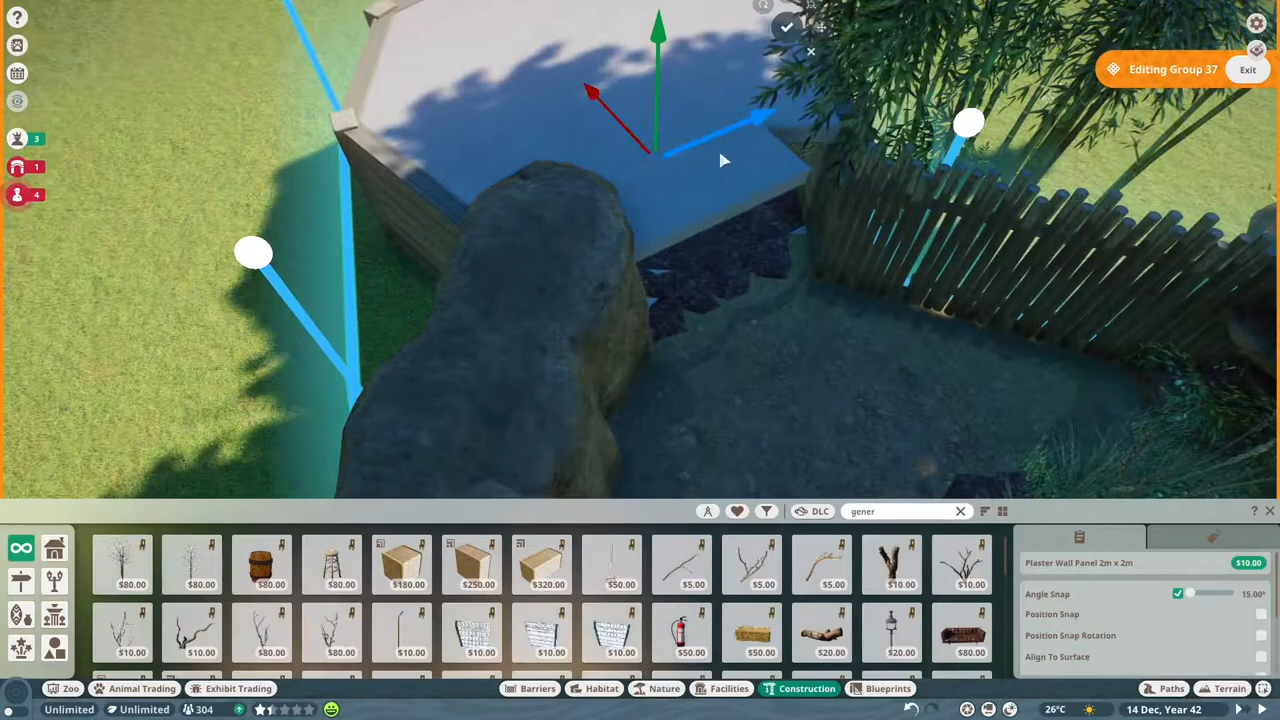 ?
Editing Group 37
Exit
3
1
4
DLC
gener
?
$80.00 $80.00 $80.00 $80.00 $180.00 $250.00 $320.00 $50.00 $5.00 $5.00 $5.00 $10.00 $10.00
$10.00 $10.00 $80.00 $80.00 $10.00 $10.00 $10.00 $10.00 $50.00 $50.00 $20.00 $20.00 $80.00
Plaster Wall Panel 2m x 2m $10.00
Angle Snap 15.00°
Position Snap
Position Snap Rotation
Align To Surface
Zoo Animal Trading Exhibit Trading Barriers Habitat Nature Facilities Construction Blueprints Paths Terrain
Unlimited Unlimited 304 26°C 14 Dec, Year 42